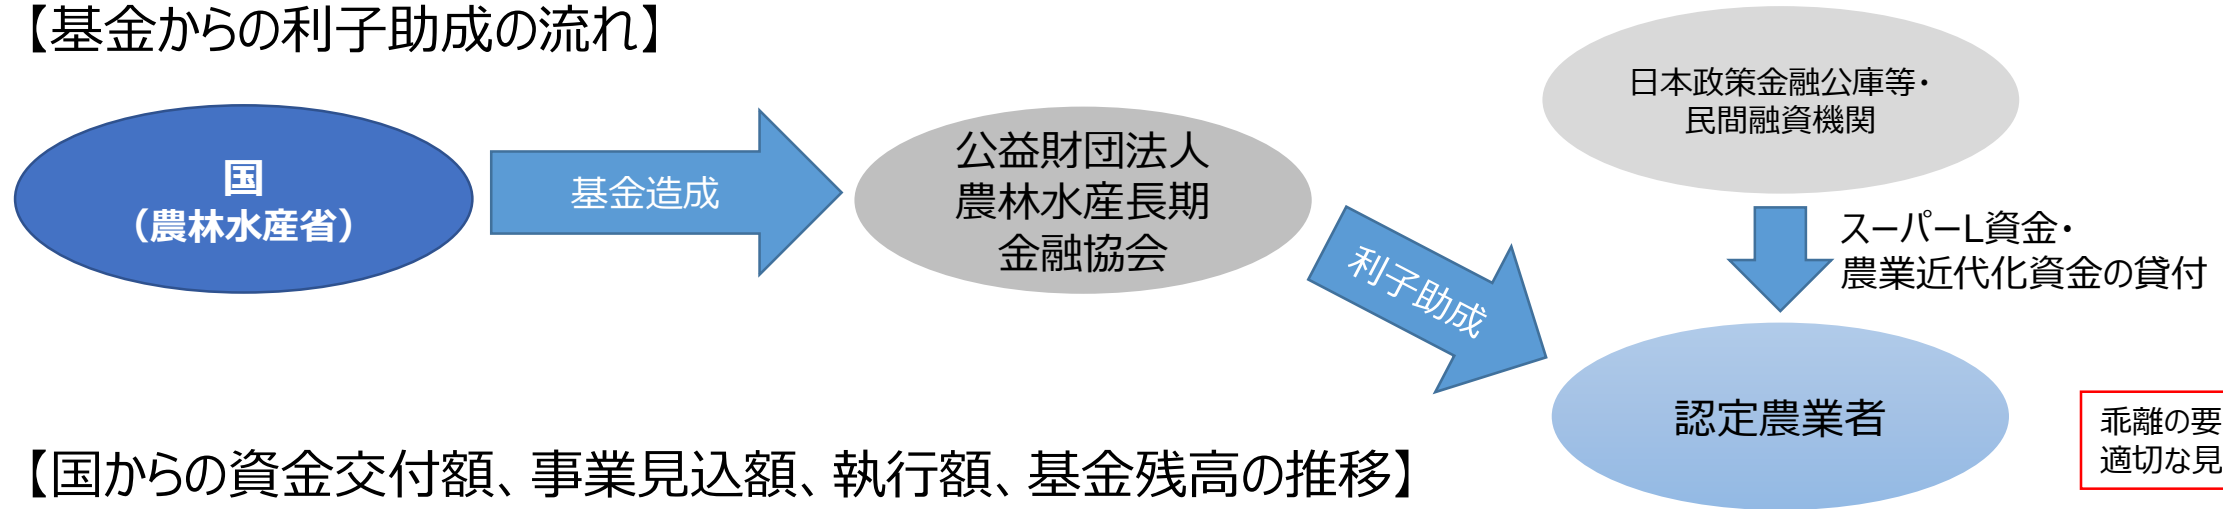 【基金からの利子助成の流れ】
国
（農林水産省）
基金造成
公益財団法人
農林水産長期
金融協会
利子助成
日本政策金融公庫等・
民間融資機関
スーパーL資金・
農業近代化資金の貸付
認定農業者
乖離の要
適切な見
【国からの資金交付額、事業見込額、執行額、基金残高の推移】